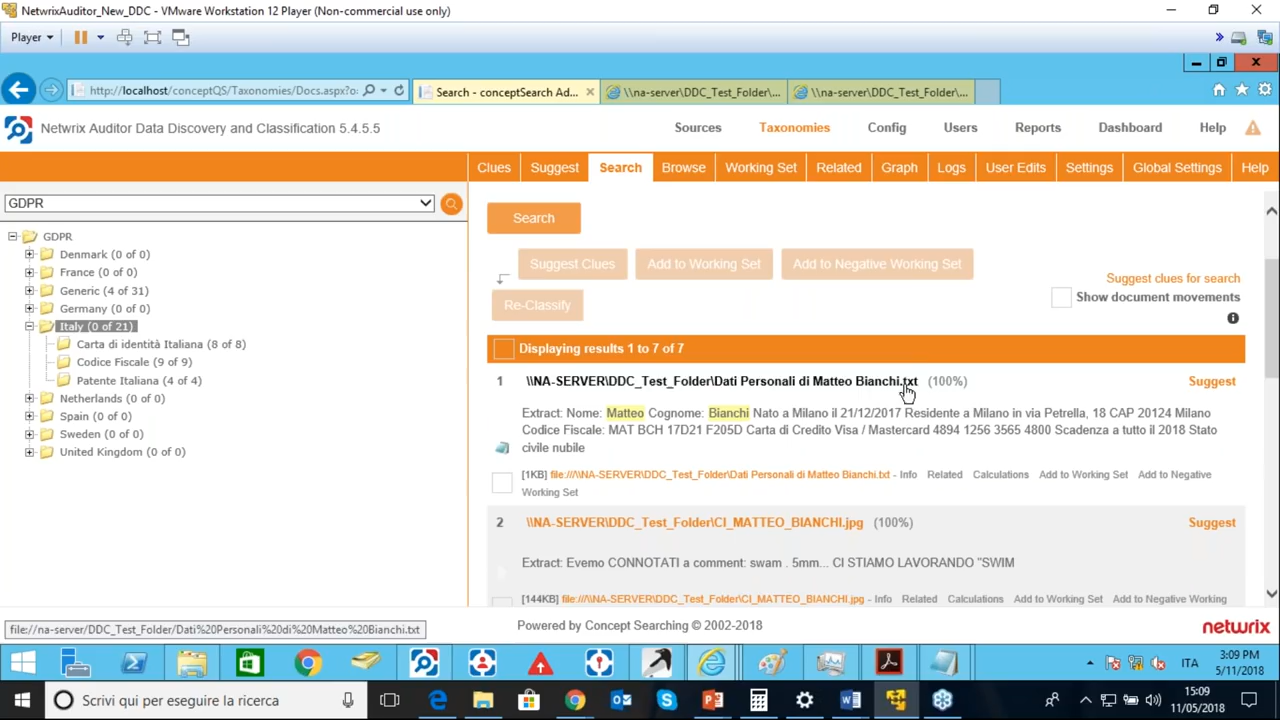 NetwrixAuditor_New_DDC - VMware Workstation 12 Player (Non-commercial use only)
Player
http://localhost/conceptQS/Taxonomies/Docs.aspx?o:
Search - conceptSearch Ad...
\\na-server\DDC_Test_Folder\...
\\na-server\DDC_Test_Folder\...
Netwrix Auditor Data Discovery and Classification 5.4.5.5
Sources Taxonomies Config Users Reports Dashboard Help
Clues Suggest Search Browse Working Set Related Graph Logs User Edits Settings Global Settings Help
GDPR
GDPR
Denmark (0 of 0)
France (0 of 0)
Generic (4 of 31)
Germany (0 of 0)
Italy (0 of 21)
Carta di identità Italiana (8 of 8)
Codice Fiscale (9 of 9)
Patente Italiana (4 of 4)
Netherlands (0 of 0)
Spain (0 of 0)
Sweden (0 of 0)
United Kingdom (0 of 0)
Search
Suggest Clues Add to Working Set Add to Negative Working Set
Re-Classify
Suggest clues for search
Show document movements
Displaying results 1 to 7 of 7
1 \\NA-SERVER\DDC_Test_Folder\Dati Personali di Matteo Bianchi.txt (100%) Suggest
Extract: Nome: Matteo Cognome: Bianchi Nato a Milano il 21/12/2017 Residente a Milano in via Petrella, 18 CAP 20124 Milano
Codice Fiscale: MAT BCH 17D21 F205D Carta di Credito Visa / Mastercard 4894 1256 3565 4800 Scadenza a tutto il 2018 Stato
civile nubile
[1KB] file:///\\NA-SERVER\DDC_Test_Folder\Dati Personali di Matteo Bianchi.txt - Info Related Calculations Add to Working Set Add to Negative
Working Set
2 \\NA-SERVER\DDC_Test_Folder\CI_MATTEO_BIANCHI.jpg (100%) Suggest
Extract: Evemo CONNOTATI a comment: swam . 5mm... CI STIAMO LAVORANDO "SWIM
[144KB] file:///\\NA-SERVER\DDC_Test_Folder\CI_MATTEO_BIANCHI.jpg - Info Related Calculations Add to Working Set Add to Negative Working
file://na-server/DDC_Test_Folder/Dati%20Personali%20di%20Matteo%20Bianchi.txt
Powered by Concept Searching © 2002-2018
netwrix
ITA
3:09 PM
5/11/2018
Scrivi qui per eseguire la ricerca
15:09
11/05/2018